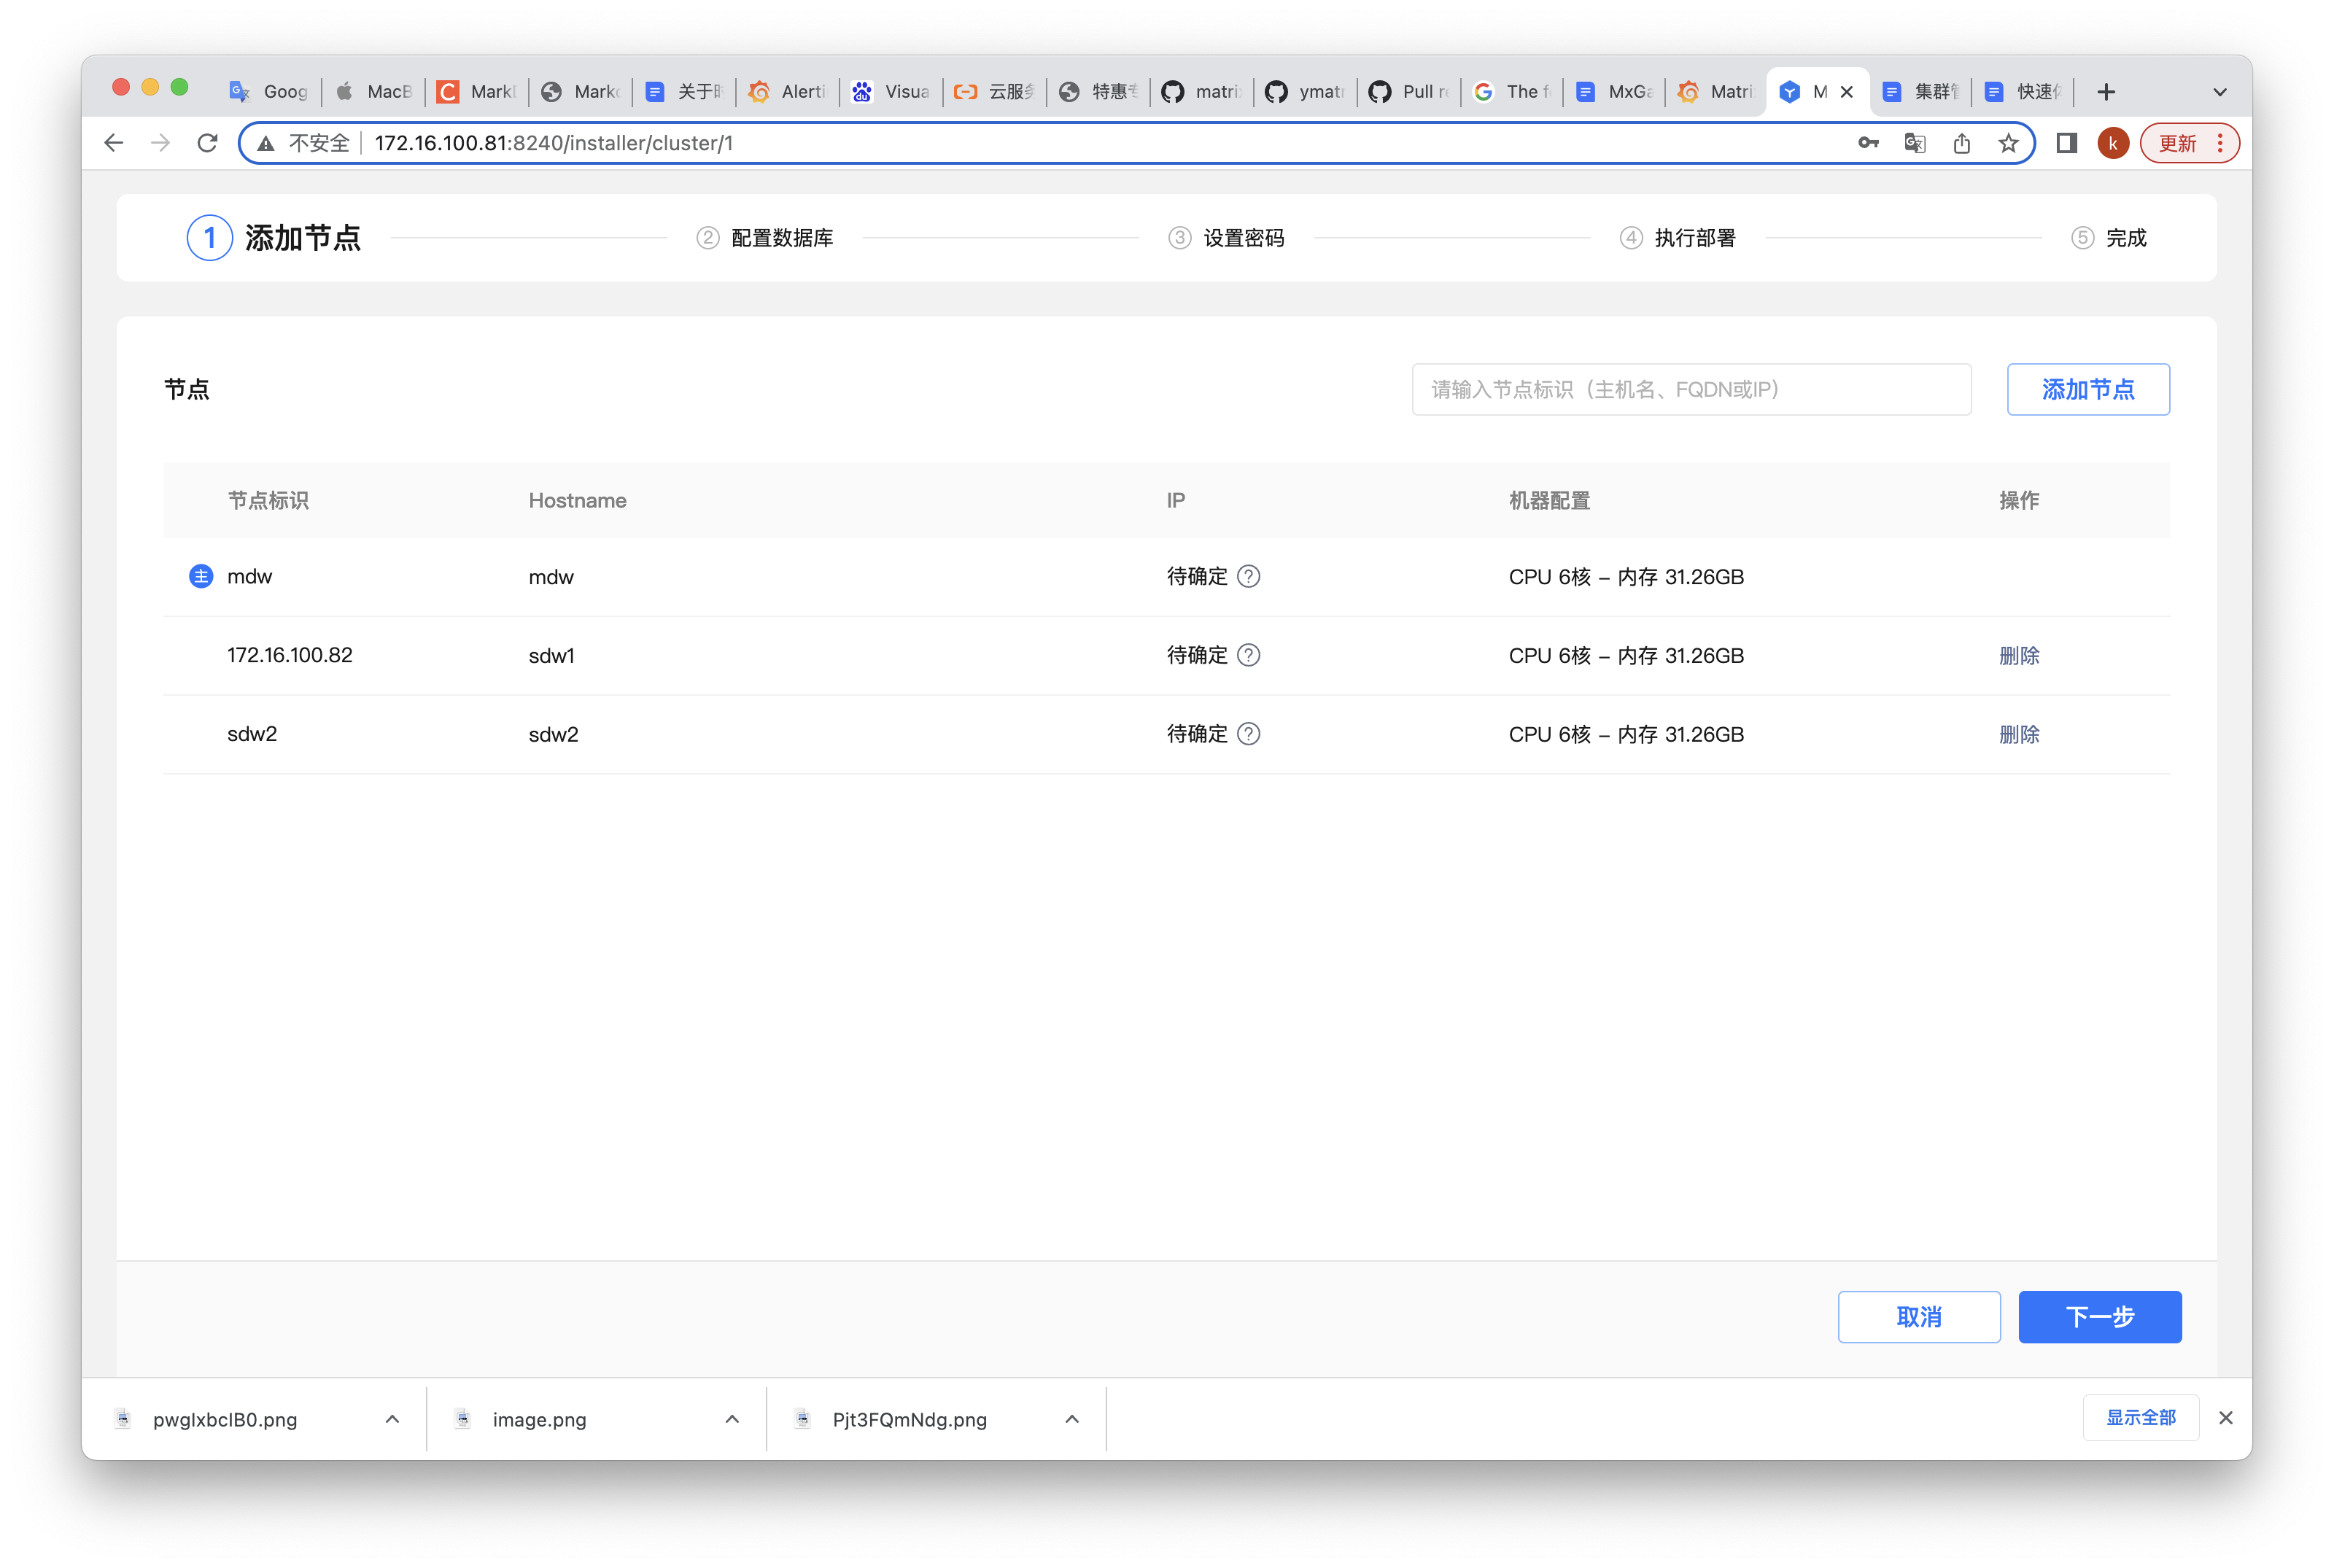 Goog MacB Mark Mark 关于 Alerti Visua 云服 特惠 matri ymat Pull r The f MxGa Matri M 集群 快速
不安全 172.16.100.81:8240/installer/cluster/1 k 更新
1 添加节点 2 配置数据库 3 设置密码 4 执行部署 5 完成
节点 请输入节点标识（主机名、FQDN或IP） 添加节点
节点标识 Hostname IP 机器配置 操作
主 mdw mdw 待确定 ? CPU 6核 – 内存 31.26GB
172.16.100.82 sdw1 待确定 ? CPU 6核 – 内存 31.26GB 删除
sdw2 sdw2 待确定 ? CPU 6核 – 内存 31.26GB 删除
取消 下一步
image.png Pjt3FQmNdg.png 显示全部